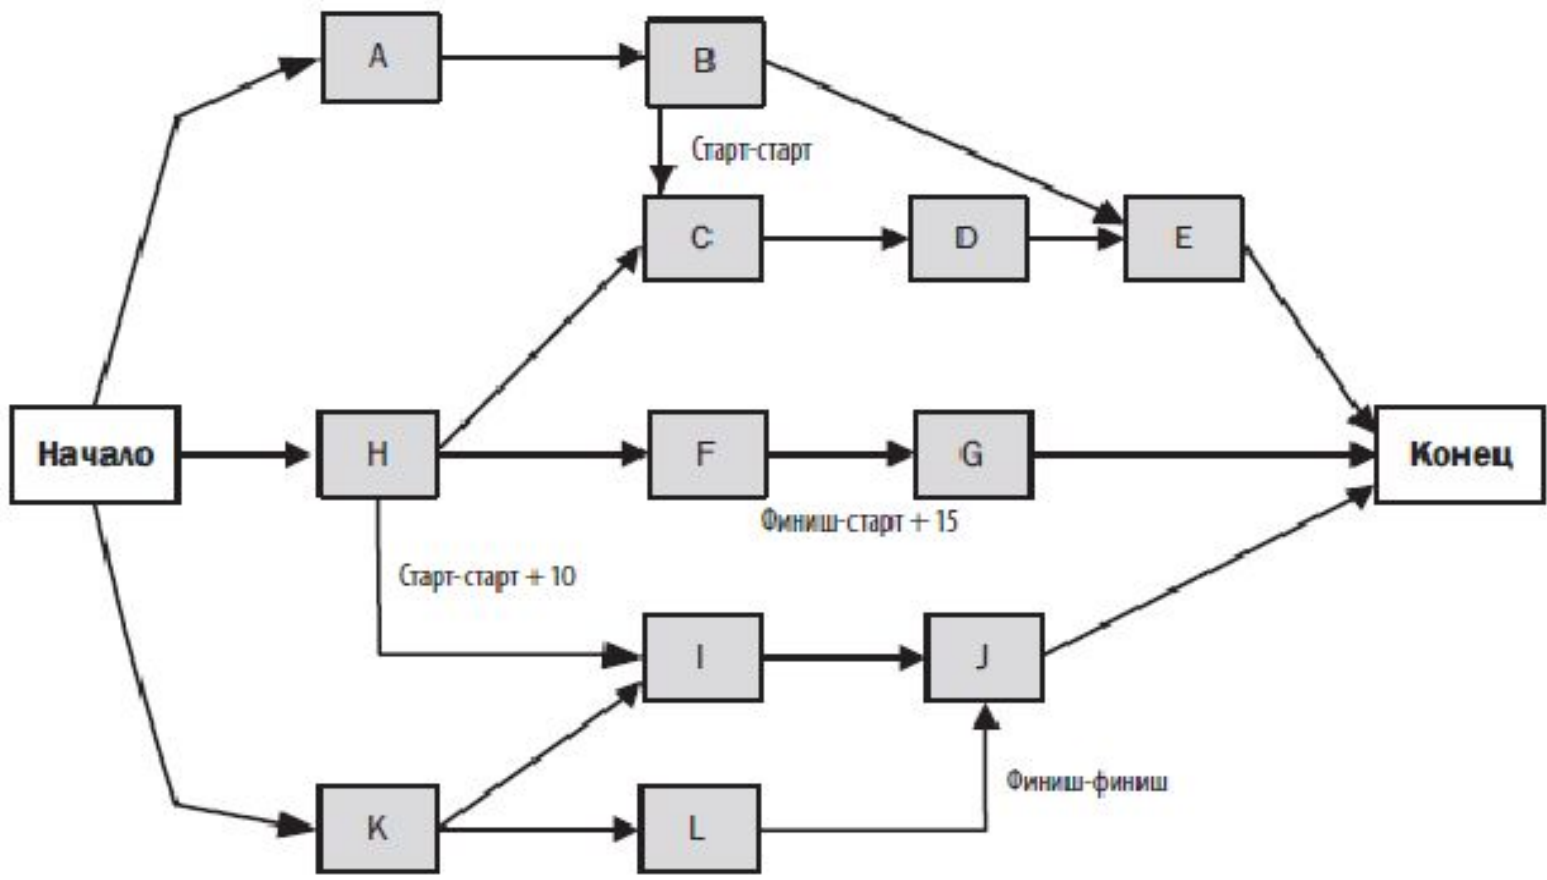 A
B
Старт-старт
C
D
E
Начало
H
F
G
Конец
Финиш-старт + 15
Старт-старт + 10
I
J
Финиш-финиш
K
L